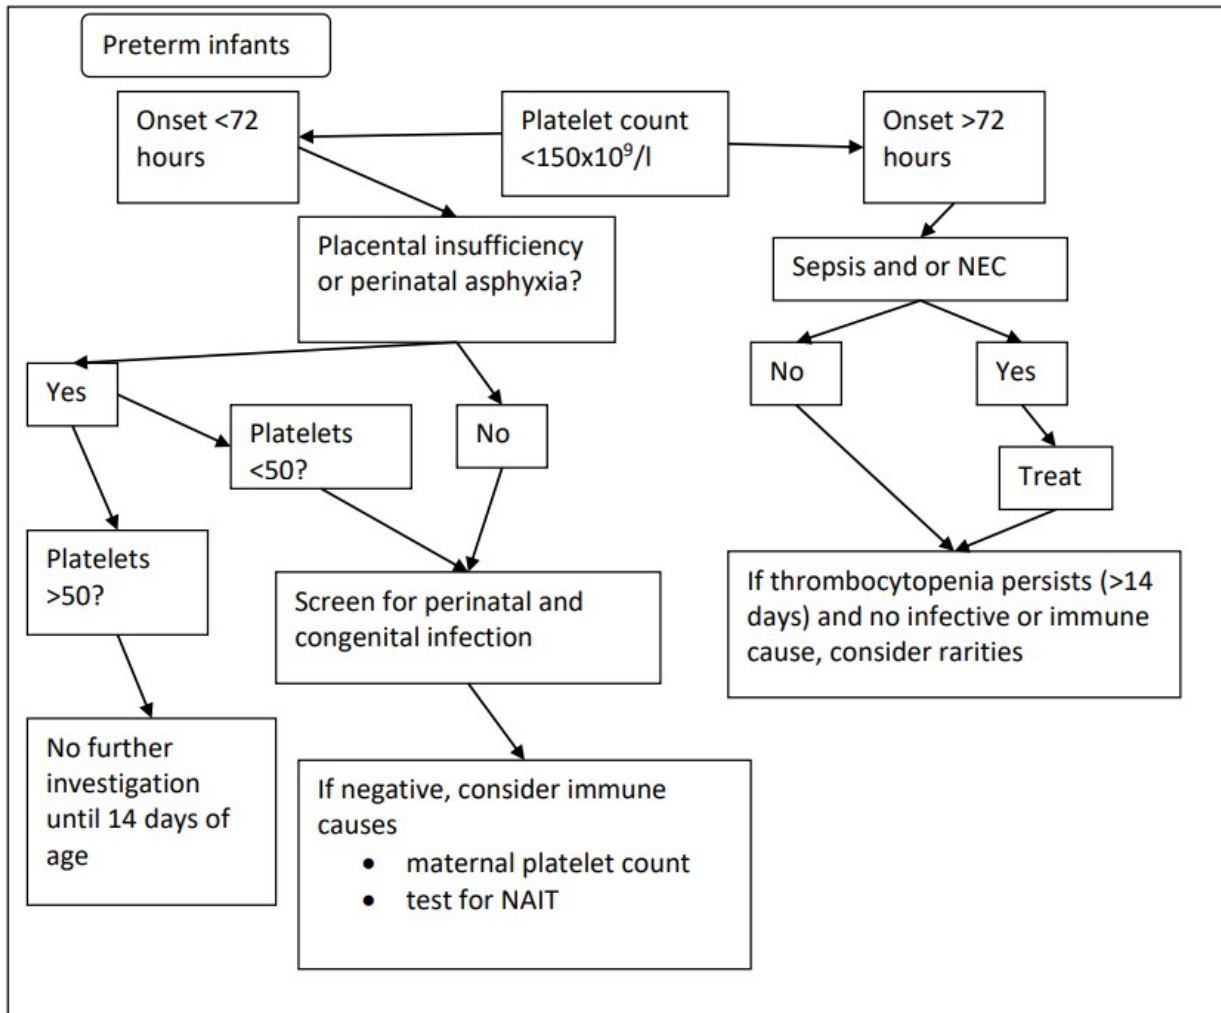 Preterm infants
Onset <72
hours
Platelet count
<150x10⁹/l
Onset >72
hours
Placental insufficiency
or perinatal asphyxia?
Sepsis and or NEC
Yes
Platelets
<50?
No
No
Yes
Treat
Platelets
>50?
Screen for perinatal and
congenital infection
If thrombocytopenia persists (>14
days) and no infective or immune
cause, consider rarities
No further
investigation
until 14 days of
age
If negative, consider immune
causes
• maternal platelet count
• test for NAIT